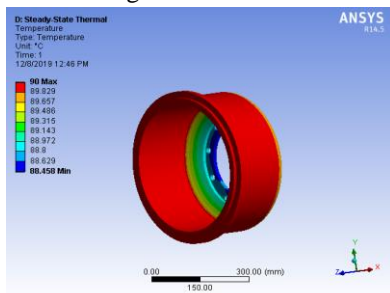 D: Steady-State Thermal
Temperature
Type: Temperature
Unit: °C
Time: 1
12/8/2019 12:46 PM
90 Max
89.829
89.657
89.486
89.315
89.143
88.972
88.8
88.629
88.458 Min
ANSYS
R14.5
0.00
300.00 (mm)
150.00
Y
Z
X